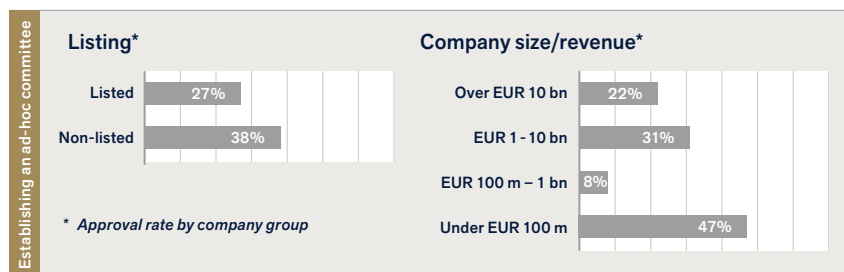 Establishing an ad-hoc committee
Listing*
Listed 27%
Non-listed 38%
* Approval rate by company group
Company size/revenue*
Over EUR 10 bn 22%
EUR 1 - 10 bn 31%
EUR 100 m – 1 bn 8%
Under EUR 100 m 47%